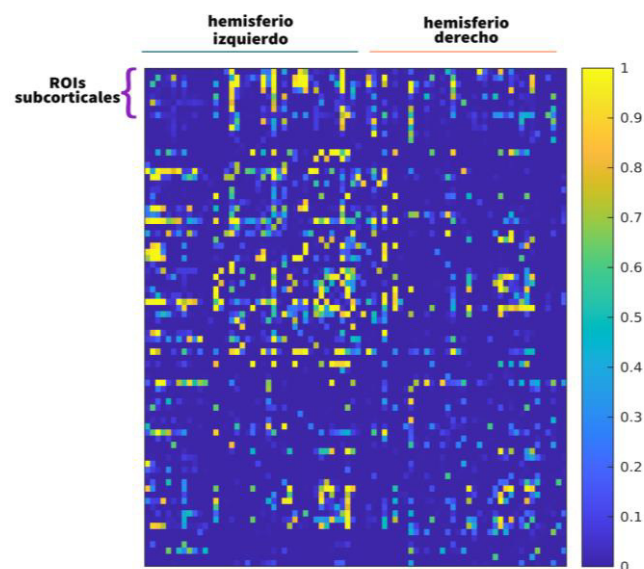 hemisferio
izquierdo
hemisferio
derecho
ROIs
subcorticales
1
0.9
0.8
0.7
0.6
0.5
0.4
0.3
0.2
0.1
0